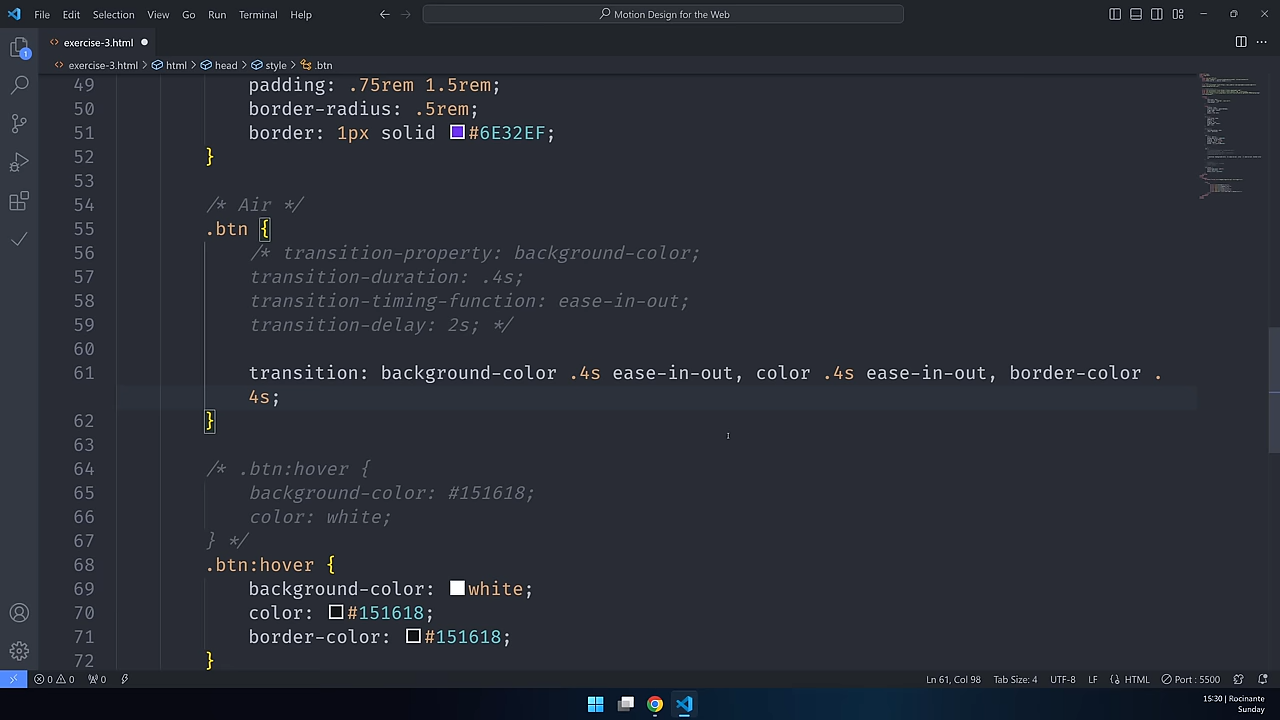 File Edit Selection View Go Run Terminal Help
Motion Design for the Web
exercise-3.html
exercise-3.html > html > head > style > .btn
1
49 padding: .75rem 1.5rem;
50 border-radius: .5rem;
51 border: 1px solid #6E32EF;
52 }
53
54 /* Air */
55 .btn {
56 /* transition-property: background-color;
57 transition-duration: .4s;
58 transition-timing-function: ease-in-out;
59 transition-delay: 2s; */
60
61 transition: background-color .4s ease-in-out, color .4s ease-in-out, border-color .
4s;
62 }
63
64 /* .btn:hover {
65 background-color: #151618;
66 color: white;
67 } */
68 .btn:hover {
69 background-color: white;
70 color: #151618;
71 border-color: #151618;
72 }
0 0 0 Ln 61, Col 98 Tab Size: 4 UTF-8 LF HTML Port : 5500
15:30 | Rocinante
Sunday